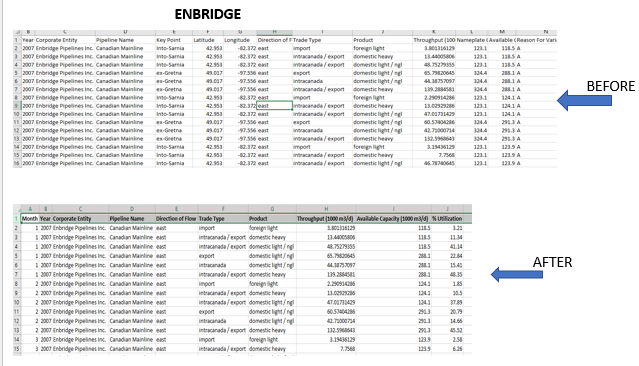 ENBRIDGE
B C D E F G H I J K L M N
1 Year Corporate Entity Pipeline Name Key Point Latitude Longitude Direction of F Trade Type Product Throughput (100 Nameplate ( Available ( Reason For Vari
2 2007 Enbridge Pipelines Inc. Canadian Mainline Into-Sarnia 42.953 -82.372 east import foreign light 3.801316129 123.1 118.5 A
3 2007 Enbridge Pipelines Inc. Canadian Mainline Into-Sarnia 42.953 -82.372 east intracanada / export domestic heavy 13.44005806 123.1 118.5 A
4 2007 Enbridge Pipelines Inc. Canadian Mainline Into-Sarnia 42.953 -82.372 east intracanada / export domestic light / ngl 48.75279355 123.1 118.5 A
5 2007 Enbridge Pipelines Inc. Canadian Mainline ex-Gretna 49.017 -97.556 east export domestic light / ngl 65.79820645 324.4 288.1 A
6 2007 Enbridge Pipelines Inc. Canadian Mainline ex-Gretna 49.017 -97.556 east intracanada domestic light / ngl 44.38757097 324.4 288.1 A
7 2007 Enbridge Pipelines Inc. Canadian Mainline ex-Gretna 49.017 -97.556 east intracanada / export domestic heavy 139.2884581 324.4 288.1 A
8 2007 Enbridge Pipelines Inc. Canadian Mainline Into-Sarnia 42.953 -82.372 east import foreign light 2.290914286 123.1 124.1 A
BEFORE
9 2007 Enbridge Pipelines Inc. Canadian Mainline Into-Sarnia 42.953 -82.372 east intracanada / export domestic heavy 13.02929286 123.1 124.1 A
10 2007 Enbridge Pipelines Inc. Canadian Mainline Into-Sarnia 42.953 -82.372 east intracanada / export domestic light / ngl 47.01731429 123.1 124.1 A
11 2007 Enbridge Pipelines Inc. Canadian Mainline ex-Gretna 49.017 -97.556 east export domestic light / ngl 60.57404286 324.4 291.3 A
12 2007 Enbridge Pipelines Inc. Canadian Mainline ex-Gretna 49.017 -97.556 east intracanada domestic light / ngl 42.71000714 324.4 291.3 A
13 2007 Enbridge Pipelines Inc. Canadian Mainline ex-Gretna 49.017 -97.556 east intracanada / export domestic heavy 132.5968643 324.4 291.3 A
14 2007 Enbridge Pipelines Inc. Canadian Mainline Into-Sarnia 42.953 -82.372 east import foreign light 3.19436129 123.1 123.9 A
15 2007 Enbridge Pipelines Inc. Canadian Mainline Into-Sarnia 42.953 -82.372 east intracanada / export domestic heavy 7.7568 123.1 123.9 A
16 2007 Enbridge Pipelines Inc. Canadian Mainline Into-Sarnia 42.953 -82.372 east intracanada / export domestic light / ngl 46.78740645 123.1 123.9 A
A B C D E F G H I J
1 Month Year Corporate Entity Pipeline Name Direction of Flow Trade Type Product Throughput (1000 m3/d) Available Capacity (1000 m3/d) % Utilization
2 1 2007 Enbridge Pipelines Inc. Canadian Mainline east import foreign light 3.801316129 118.5 3.21
3 1 2007 Enbridge Pipelines Inc. Canadian Mainline east intracanada / export domestic heavy 13.44005806 118.5 11.34
4 1 2007 Enbridge Pipelines Inc. Canadian Mainline east intracanada / export domestic light / ngl 48.75279355 118.5 41.14
5 1 2007 Enbridge Pipelines Inc. Canadian Mainline east export domestic light / ngl 65.79820645 288.1 22.84
6 1 2007 Enbridge Pipelines Inc. Canadian Mainline east intracanada domestic light / ngl 44.38757097 288.1 15.41
AFTER
7 1 2007 Enbridge Pipelines Inc. Canadian Mainline east intracanada / export domestic heavy 139.2884581 288.1 48.35
8 2 2007 Enbridge Pipelines Inc. Canadian Mainline east import foreign light 2.290914286 124.1 1.85
9 2 2007 Enbridge Pipelines Inc. Canadian Mainline east intracanada / export domestic heavy 13.02929286 124.1 10.5
10 2 2007 Enbridge Pipelines Inc. Canadian Mainline east intracanada / export domestic light / ngl 47.01731429 124.1 37.89
11 2 2007 Enbridge Pipelines Inc. Canadian Mainline east export domestic light / ngl 60.57404286 291.3 20.79
12 2 2007 Enbridge Pipelines Inc. Canadian Mainline east intracanada domestic light / ngl 42.71000714 291.3 14.66
13 2 2007 Enbridge Pipelines Inc. Canadian Mainline east intracanada / export domestic heavy 132.5968643 291.3 45.52
14 3 2007 Enbridge Pipelines Inc. Canadian Mainline east import foreign light 3.19436129 123.9 2.58
15 3 2007 Enbridge Pipelines Inc. Canadian Mainline east intracanada / export domestic heavy 7.7568 123.9 6.26